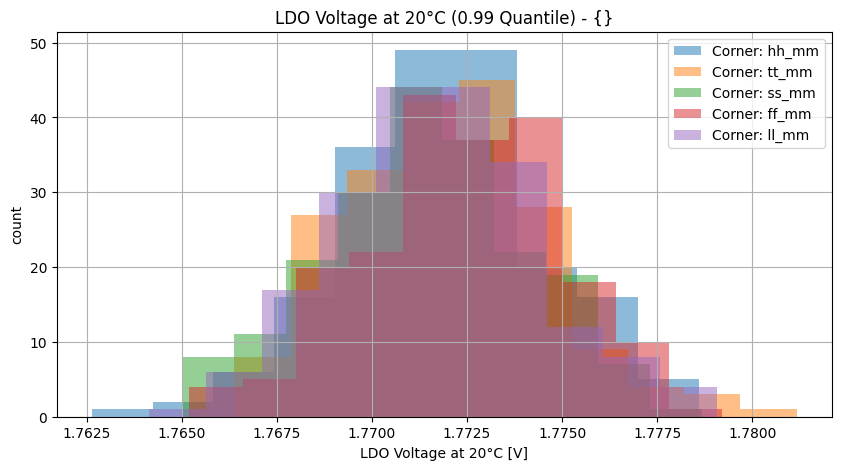 LDO Voltage at 20°C (0.99 Quantile) - {}
50
40
30
20
10
0
count
Corner: hh_mm
Corner: tt_mm
Corner: ss_mm
Corner: ff_mm
Corner: ll_mm
1.7625 1.7650 1.7675 1.7700 1.7725 1.7750 1.7775 1.7800
LDO Voltage at 20°C [V]